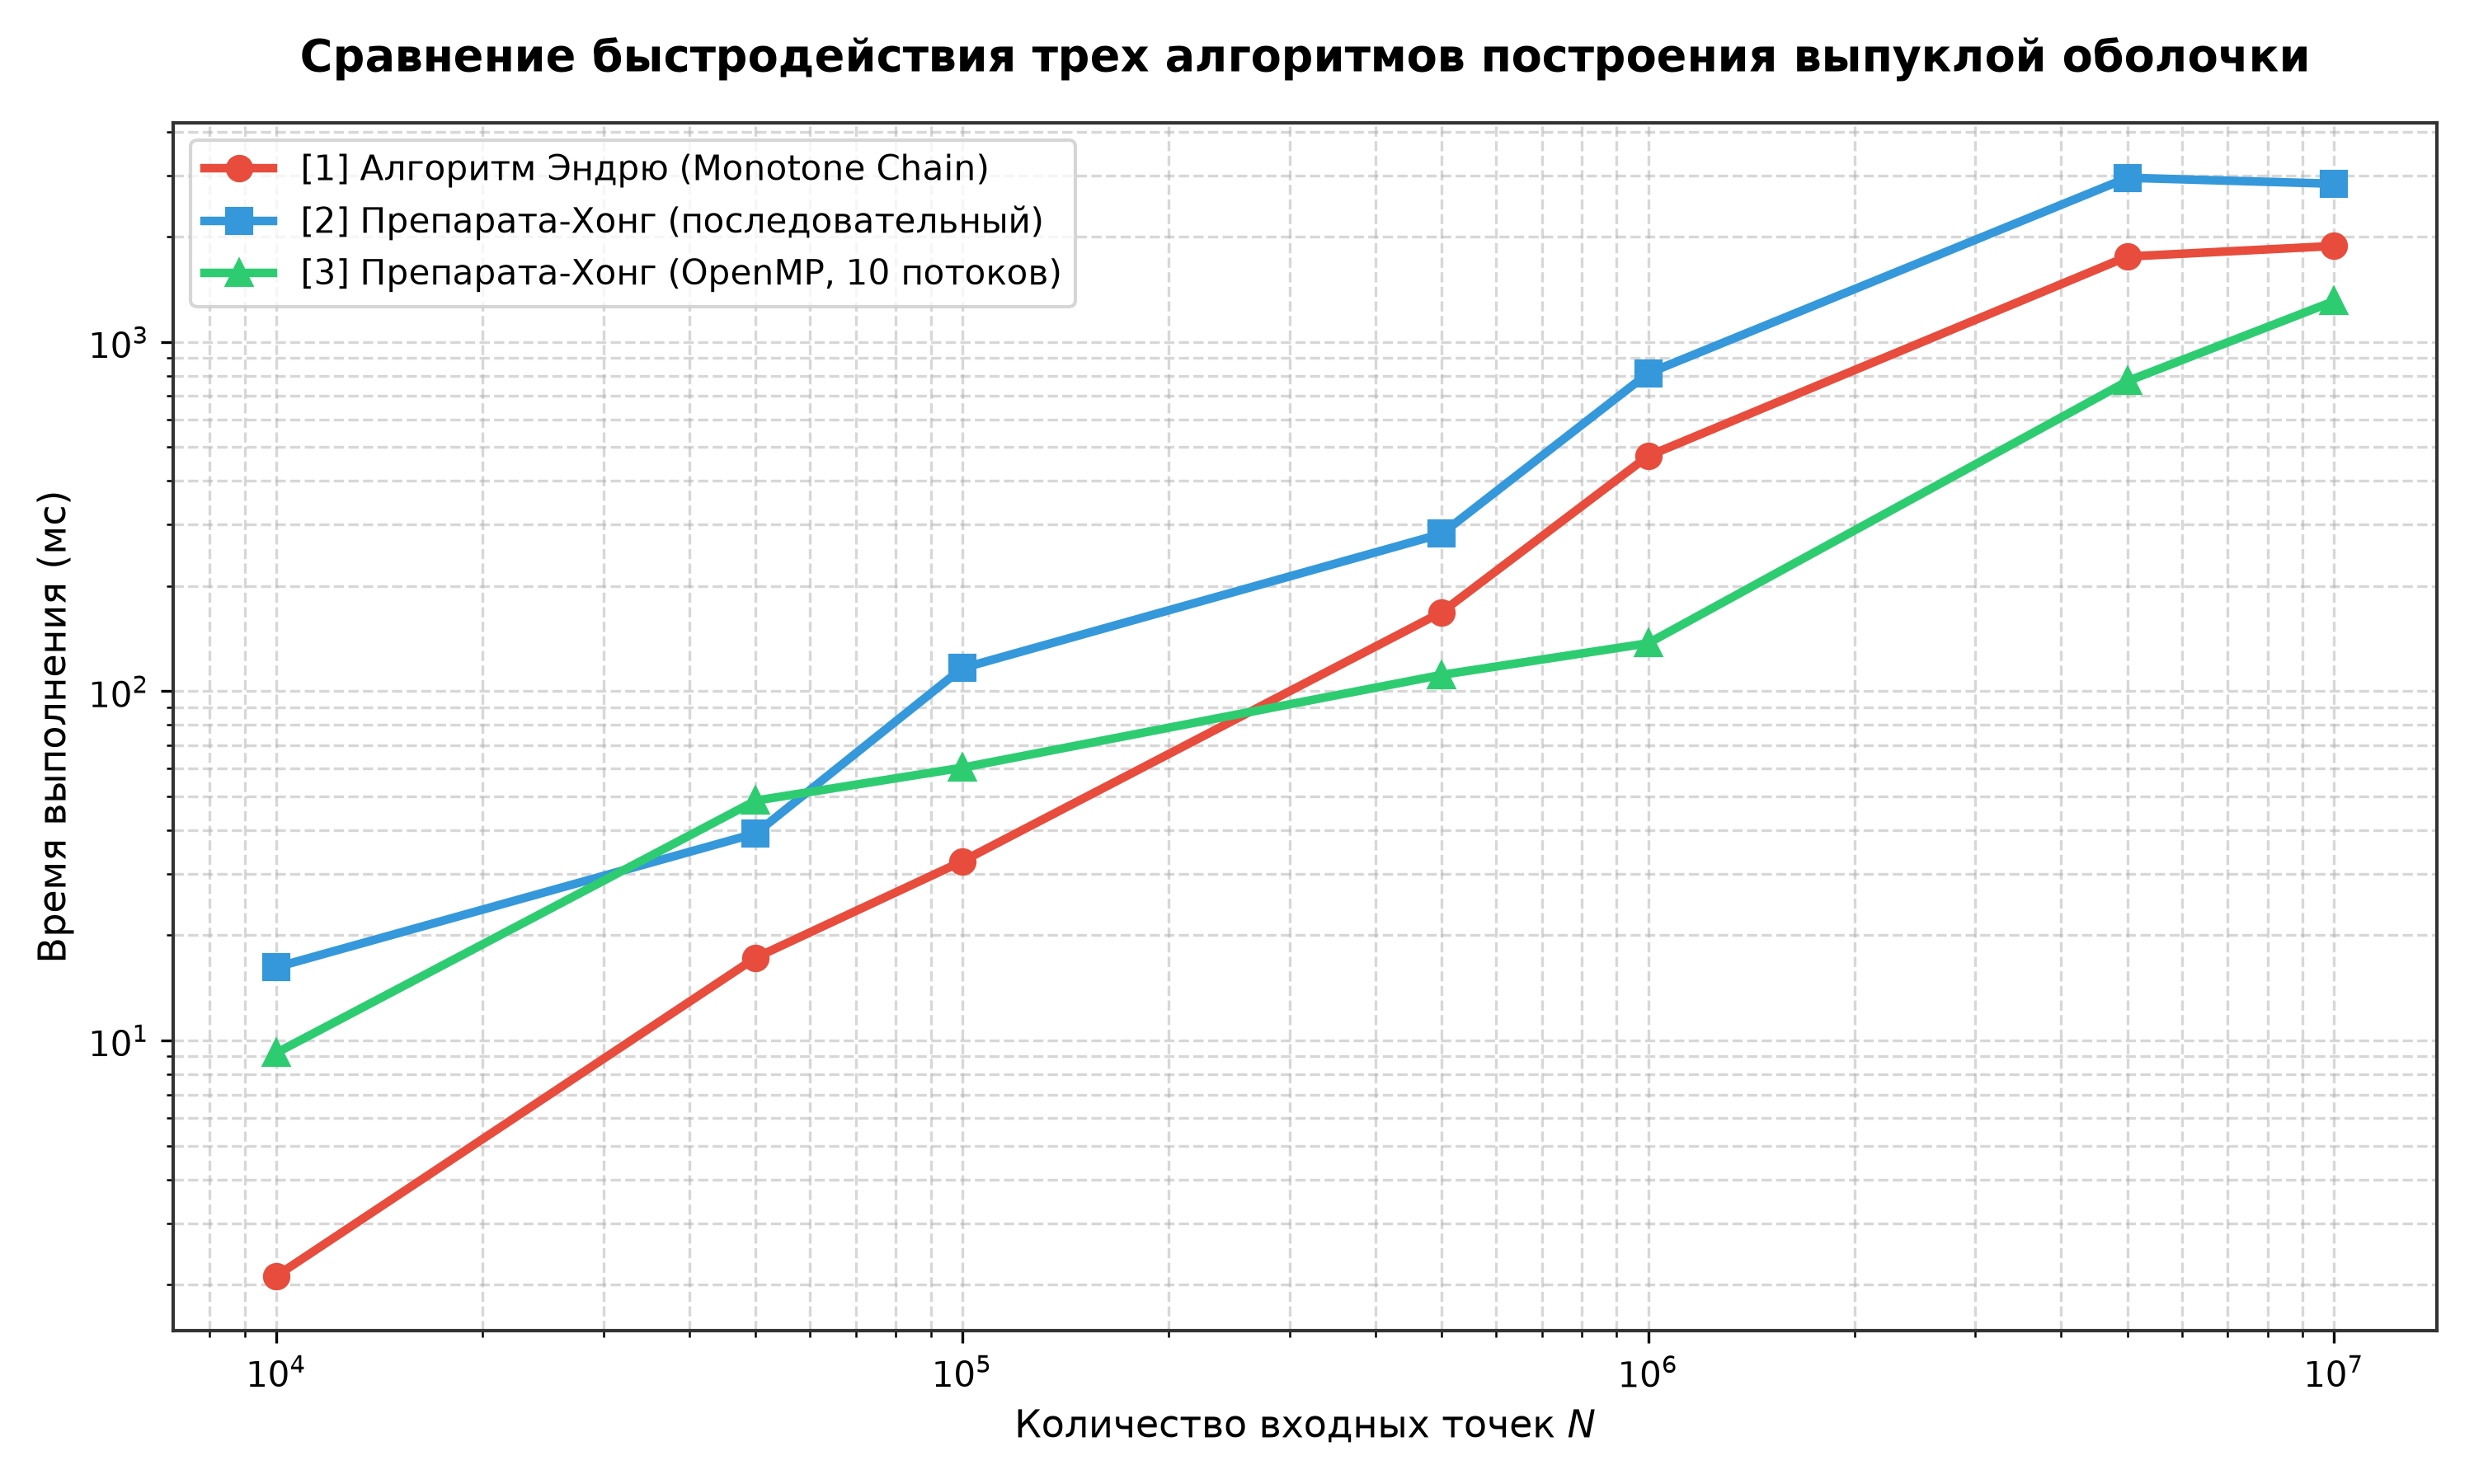 Сравнение быстродействия трех алгоритмов построения выпуклой оболочки
[1] Алгоритм Эндрю (Monotone Chain)
[2] Препарата-Хонг (последовательный)
[3] Препарата-Хонг (OpenMP, 10 потоков)
Время выполнения (мс)
10³
10²
10¹
10⁴ 10⁵ 10⁶ 10⁷
Количество входных точек N